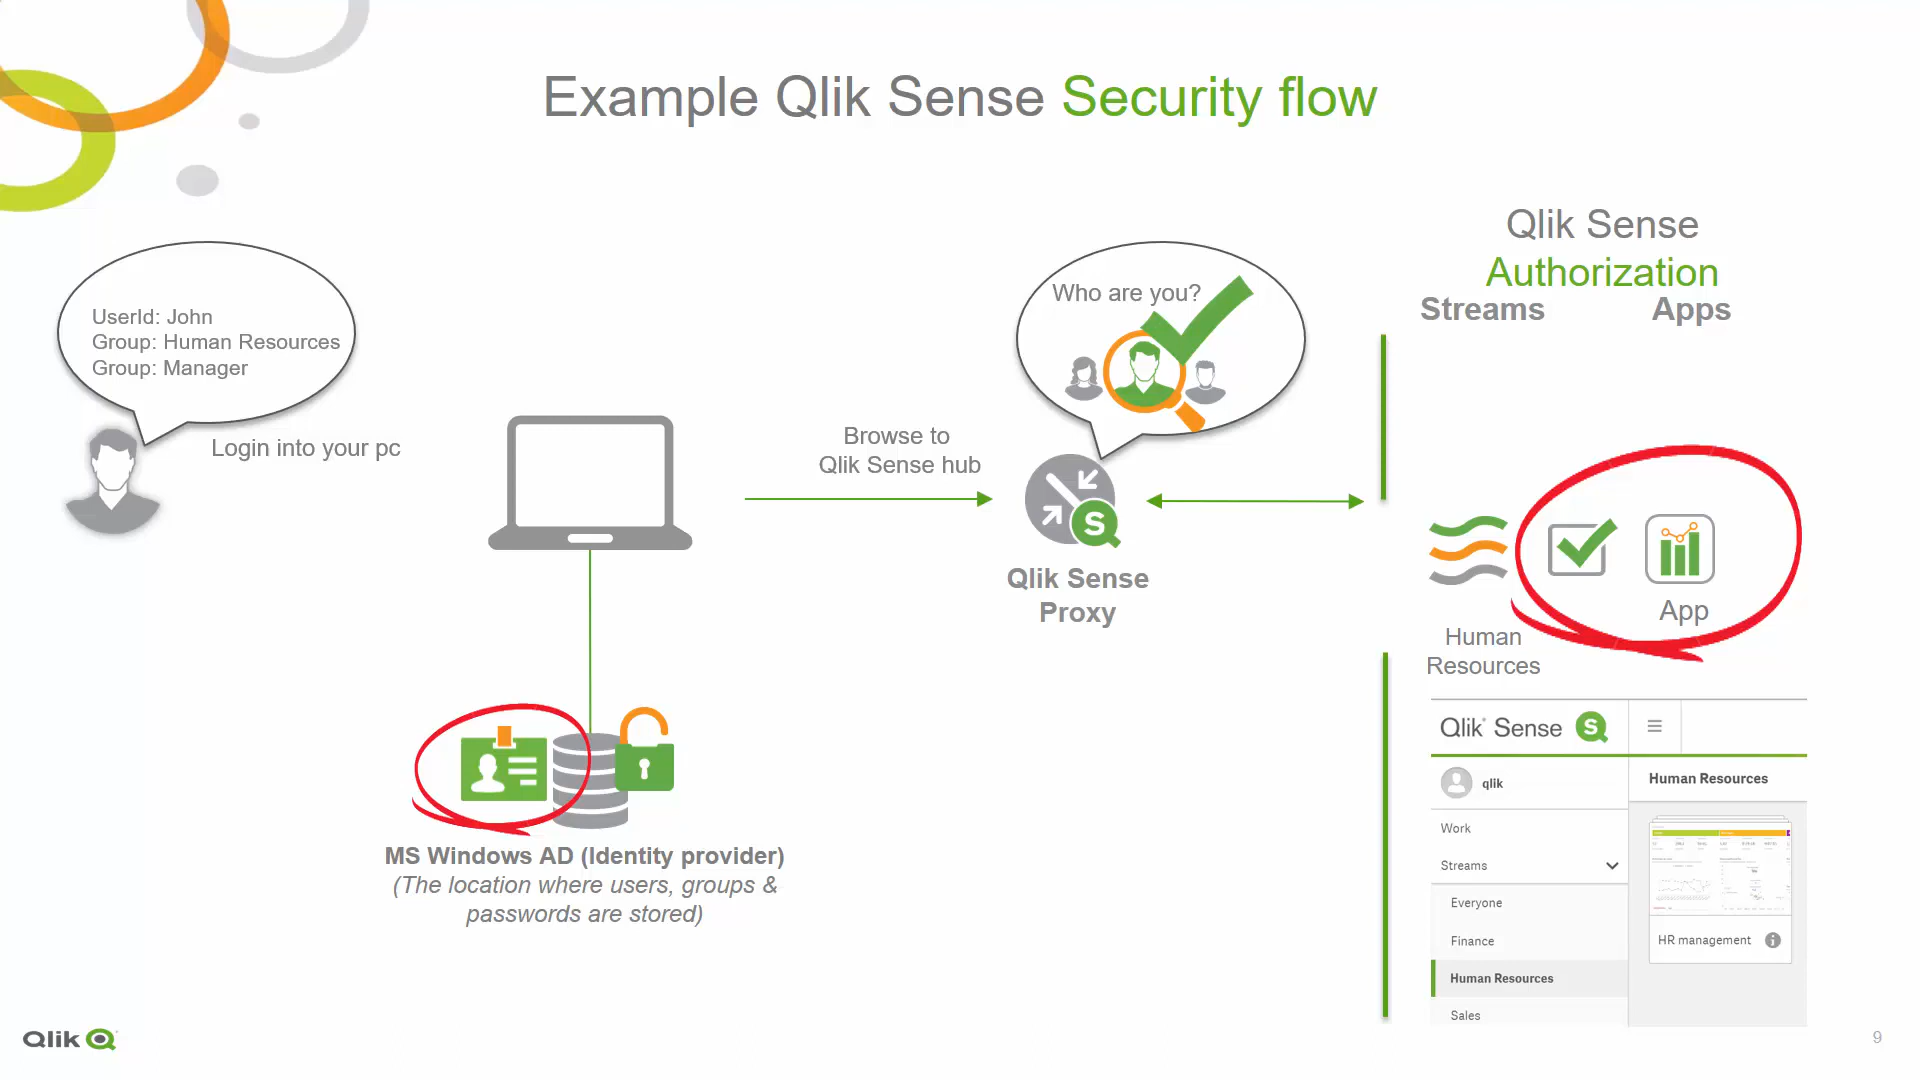 Example Qlik Sense Security flow
UserId: John
Group: Human Resources
Group: Manager
Login into your pc
Browse to
Qlik Sense hub
Who are you?
S
Qlik Sense
Proxy
MS Windows AD (Identity provider)
(The location where users, groups &
passwords are stored)
Qlik Sense
Authorization
Streams Apps
App
Human
Resources
Qlik Sense S
qlik
Human Resources
Work
Streams
Everyone
Finance
HR management
Human Resources
Sales
Qlik
9